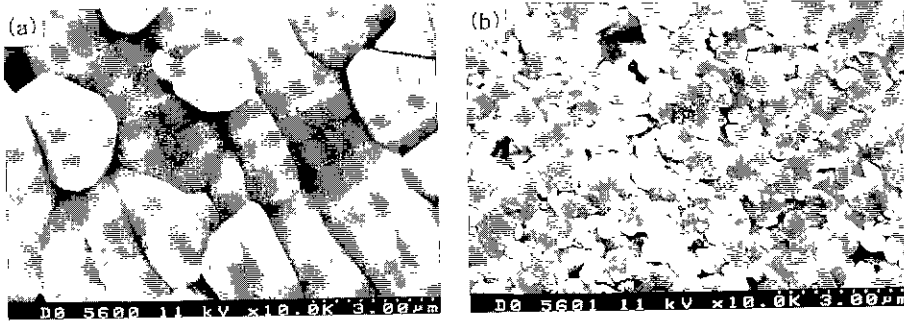 (a)
(b)
D0 5600 11 kV x10.0K 3.00µm
D0 5601 11 kV x10.0K 3.00µm